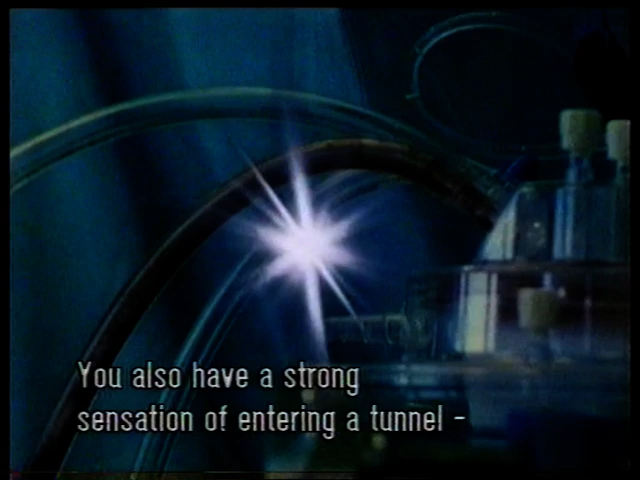 You also have a strong
sensation of entering a tunnel -